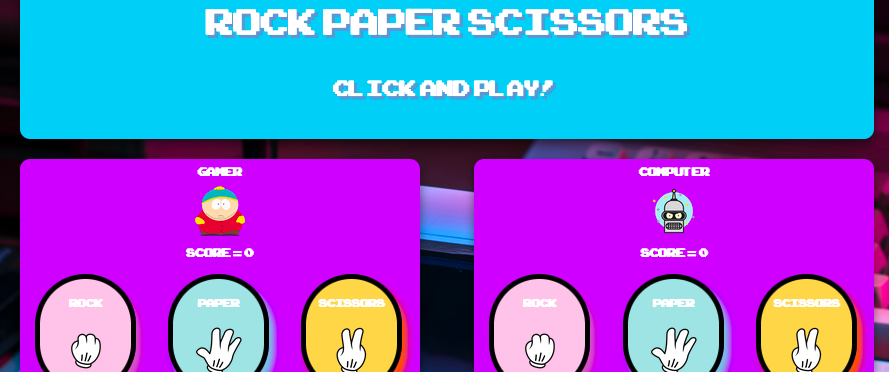 ROCK PAPER SCISSORS
CLICK AND PLAY!
GAMER
SCORE = 0
ROCK
PAPER
SCISSORS
COMPUTER
SCORE = 0
ROCK
PAPER
SCISSORS